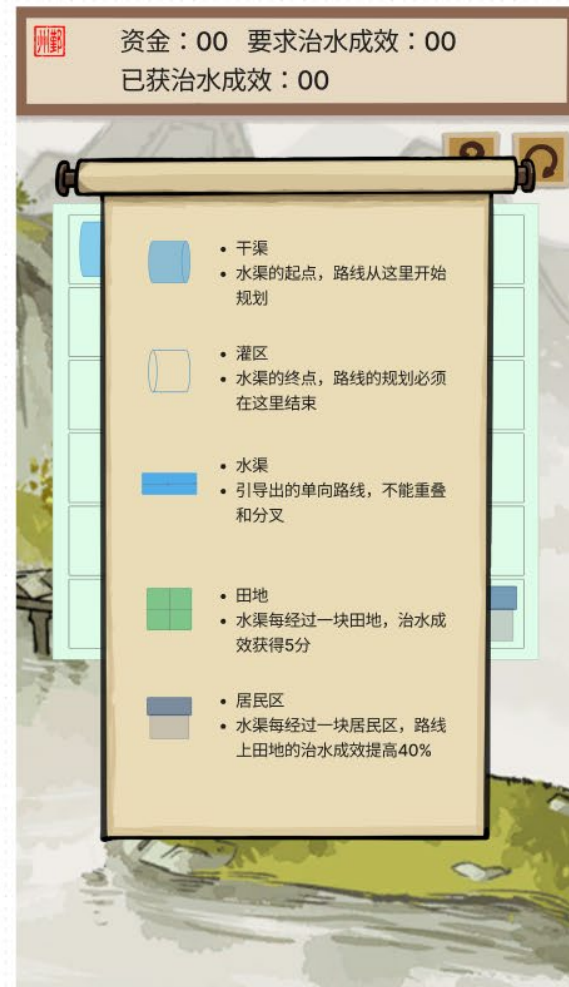 鄞州
资金：00 要求治水成效：00
已获治水成效：00
干渠
水渠的起点，路线从这里开始
规划
灌区
水渠的终点，路线的规划必须
在这里结束
水渠
引导出的单向路线，不能重叠
和分叉
田地
水渠每经过一块田地，治水成
效获得5分
居民区
水渠每经过一块居民区，路线
上田地的治水成效提高40%